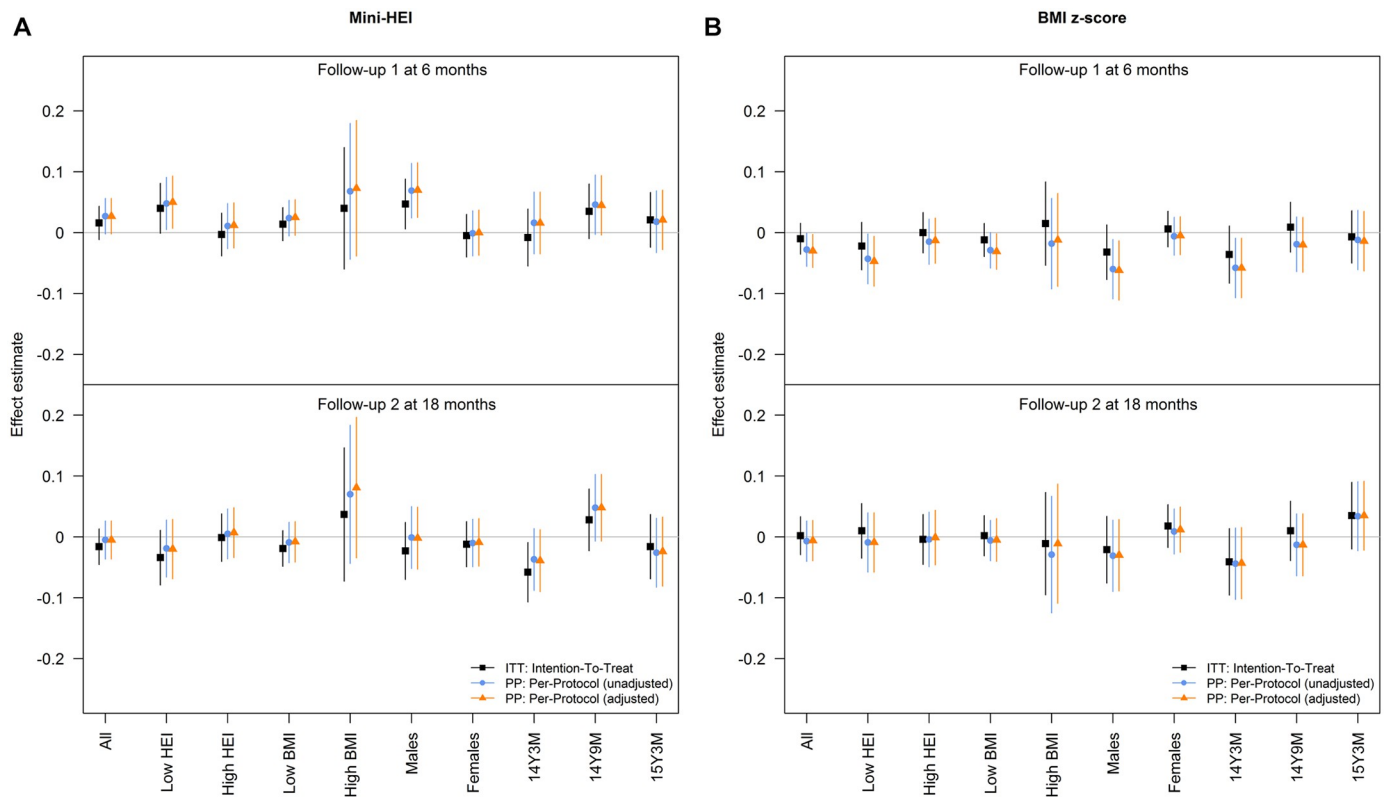 A
Mini-HEI
Effect estimate
Follow-up 1 at 6 months
0.2
0.1
0
-0.1
-0.2
Follow-up 2 at 18 months
0.2
0.1
0
-0.1
-0.2
ITT: Intention-To-Treat
PP: Per-Protocol (unadjusted)
PP: Per-Protocol (adjusted)
All
Low HEI
High HEI
Low BMI
High BMI
Males
Females
14Y3M
14Y9M
15Y3M
B
BMI z-score
Effect estimate
Follow-up 1 at 6 months
0.2
0.1
0
-0.1
-0.2
Follow-up 2 at 18 months
0.2
0.1
0
-0.1
-0.2
ITT: Intention-To-Treat
PP: Per-Protocol (unadjusted)
PP: Per-Protocol (adjusted)
All
Low HEI
High HEI
Low BMI
High BMI
Males
Females
14Y3M
14Y9M
15Y3M